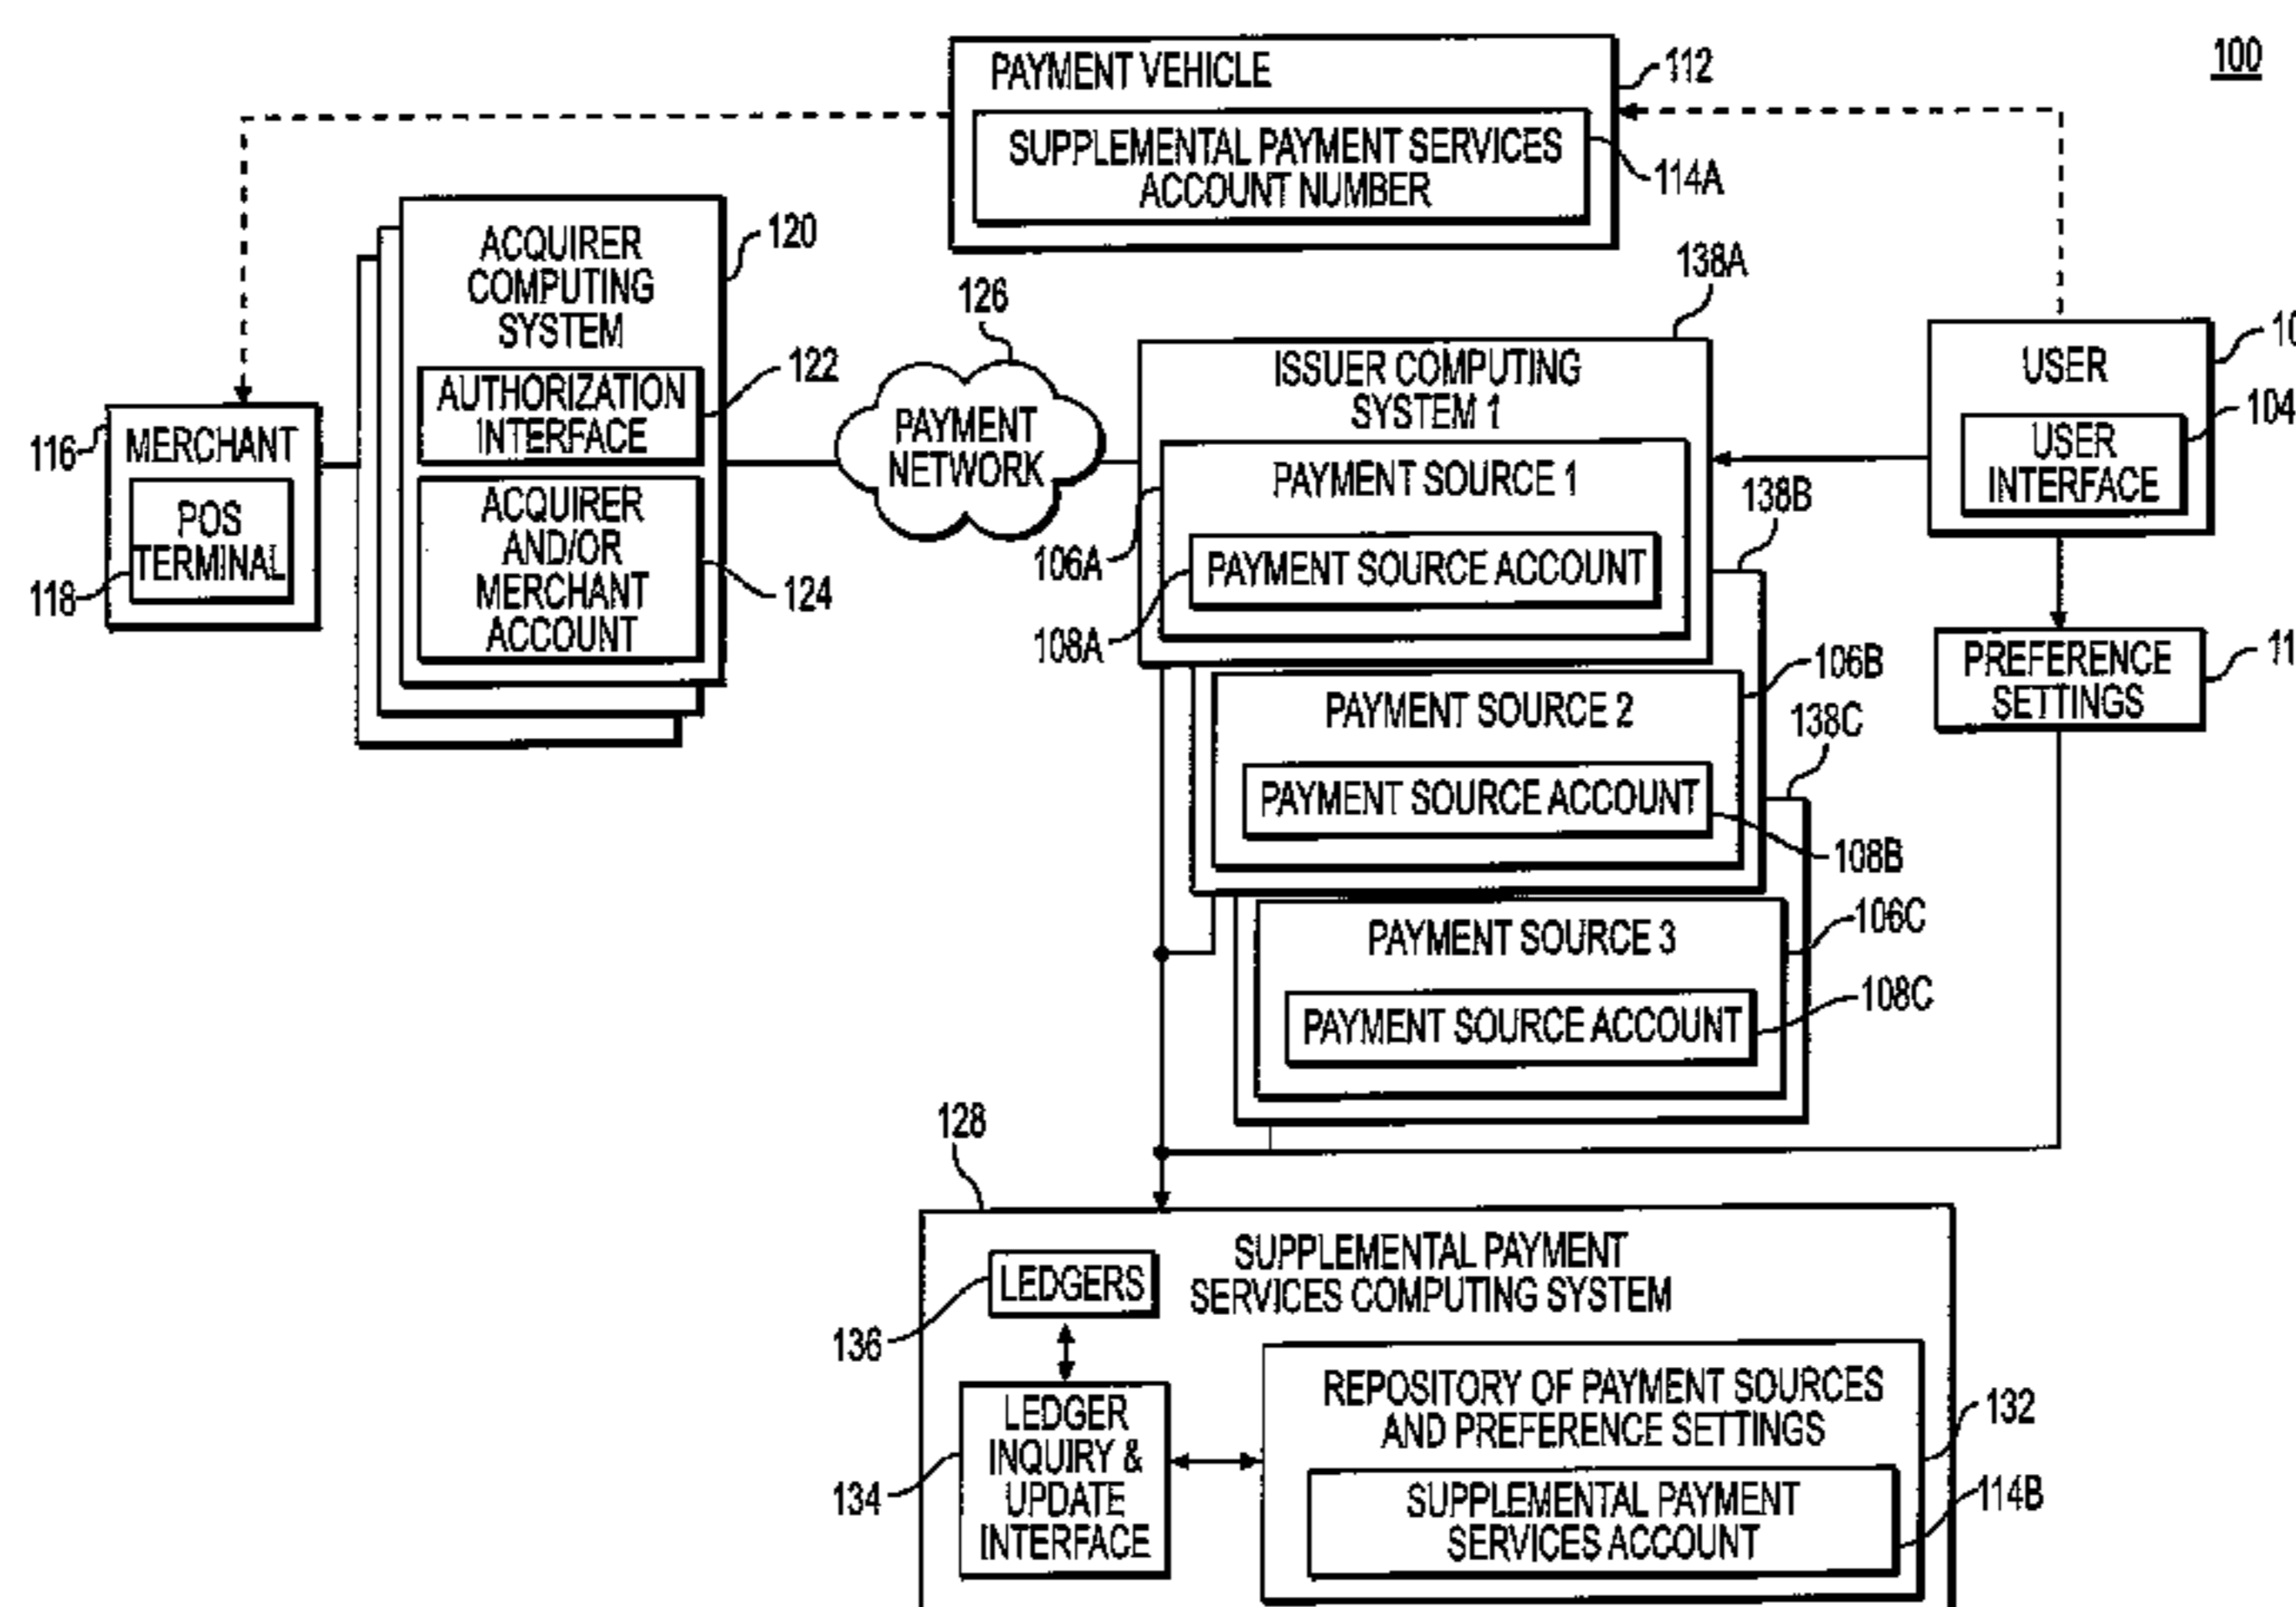 100
PAYMENT VEHICLE
112
SUPPLEMENTAL PAYMENT SERVICES
ACCOUNT NUMBER
114A
ACQUIRER
COMPUTING
SYSTEM
120
AUTHORIZATION
INTERFACE
122
ACQUIRER
AND/OR
MERCHANT
ACCOUNT
124
116
MERCHANT
POS
TERMINAL
118
126
PAYMENT
NETWORK
138A
ISSUER COMPUTING
SYSTEM 1
PAYMENT SOURCE 1
106A
PAYMENT SOURCE ACCOUNT
108A
USER
10
USER
INTERFACE
104
138B
PAYMENT SOURCE 2
106B
PAYMENT SOURCE ACCOUNT
108B
PREFERENCE
SETTINGS
11
138C
PAYMENT SOURCE 3
106C
PAYMENT SOURCE ACCOUNT
108C
128
SUPPLEMENTAL PAYMENT
SERVICES COMPUTING SYSTEM
LEDGERS
136
LEDGER
INQUIRY &
UPDATE
INTERFACE
134
REPOSITORY OF PAYMENT SOURCES
AND PREFERENCE SETTINGS
132
SUPPLEMENTAL PAYMENT
SERVICES ACCOUNT
114B